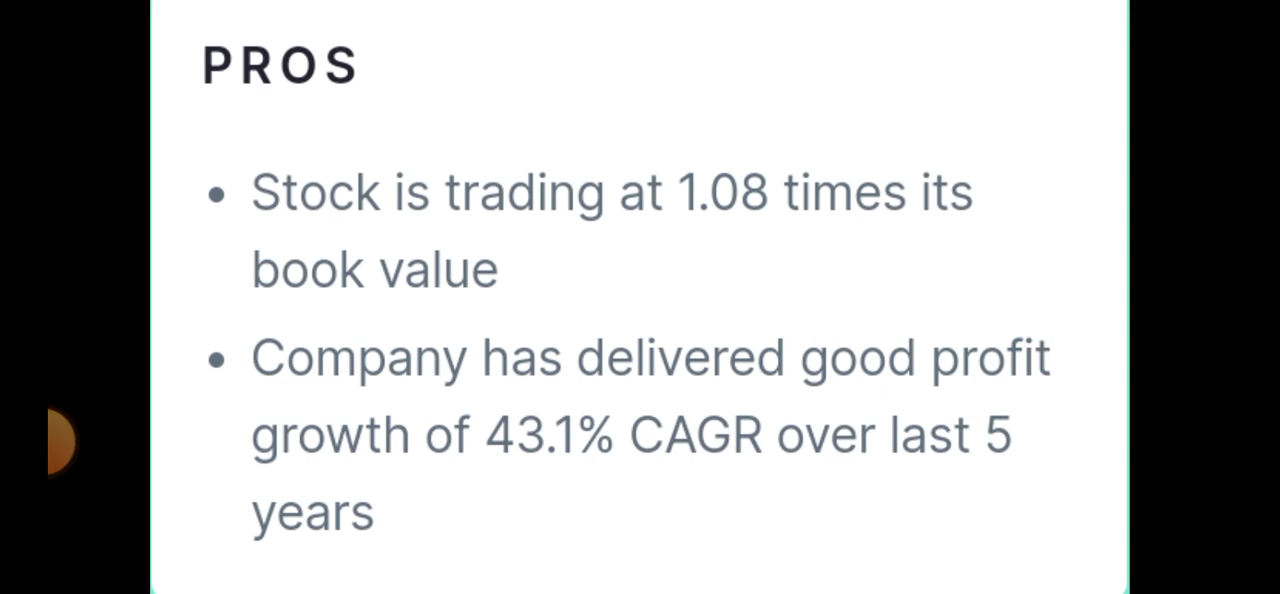 PROS
• Stock is trading at 1.08 times its
book value
• Company has delivered good profit
growth of 43.1% CAGR over last 5
years